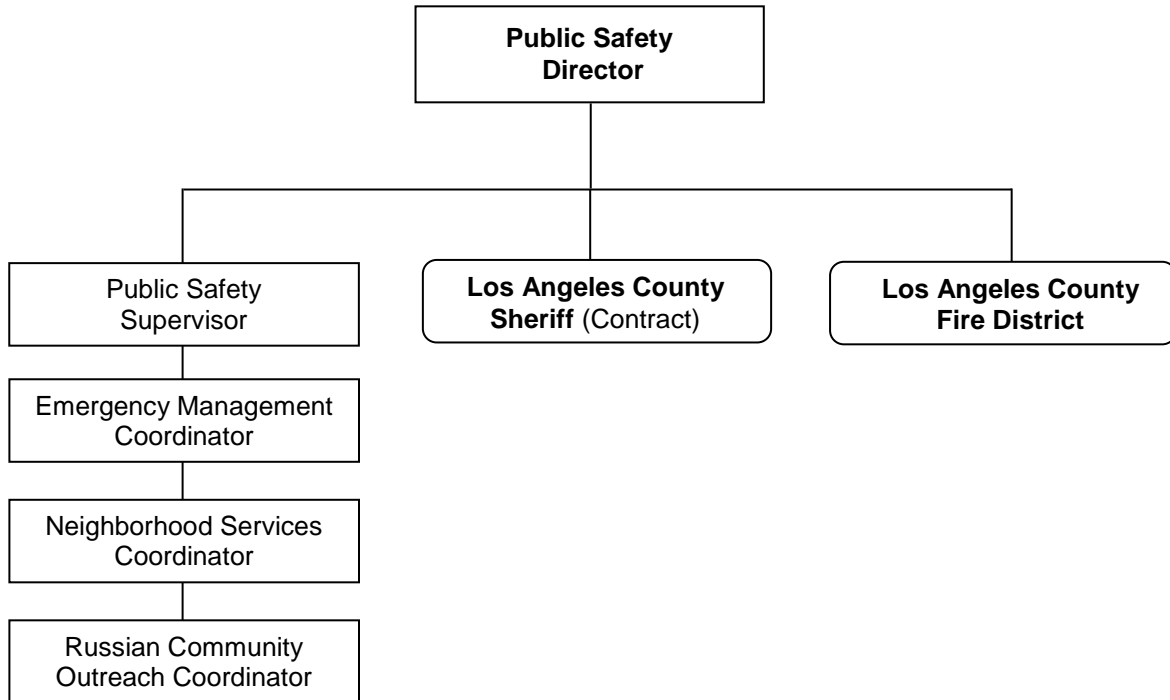 Public Safety
Director
Public Safety
Supervisor
Los Angeles County
Sheriff (Contract)
Los Angeles County
Fire District
Emergency Management
Coordinator
Neighborhood Services
Coordinator
Russian Community
Outreach Coordinator